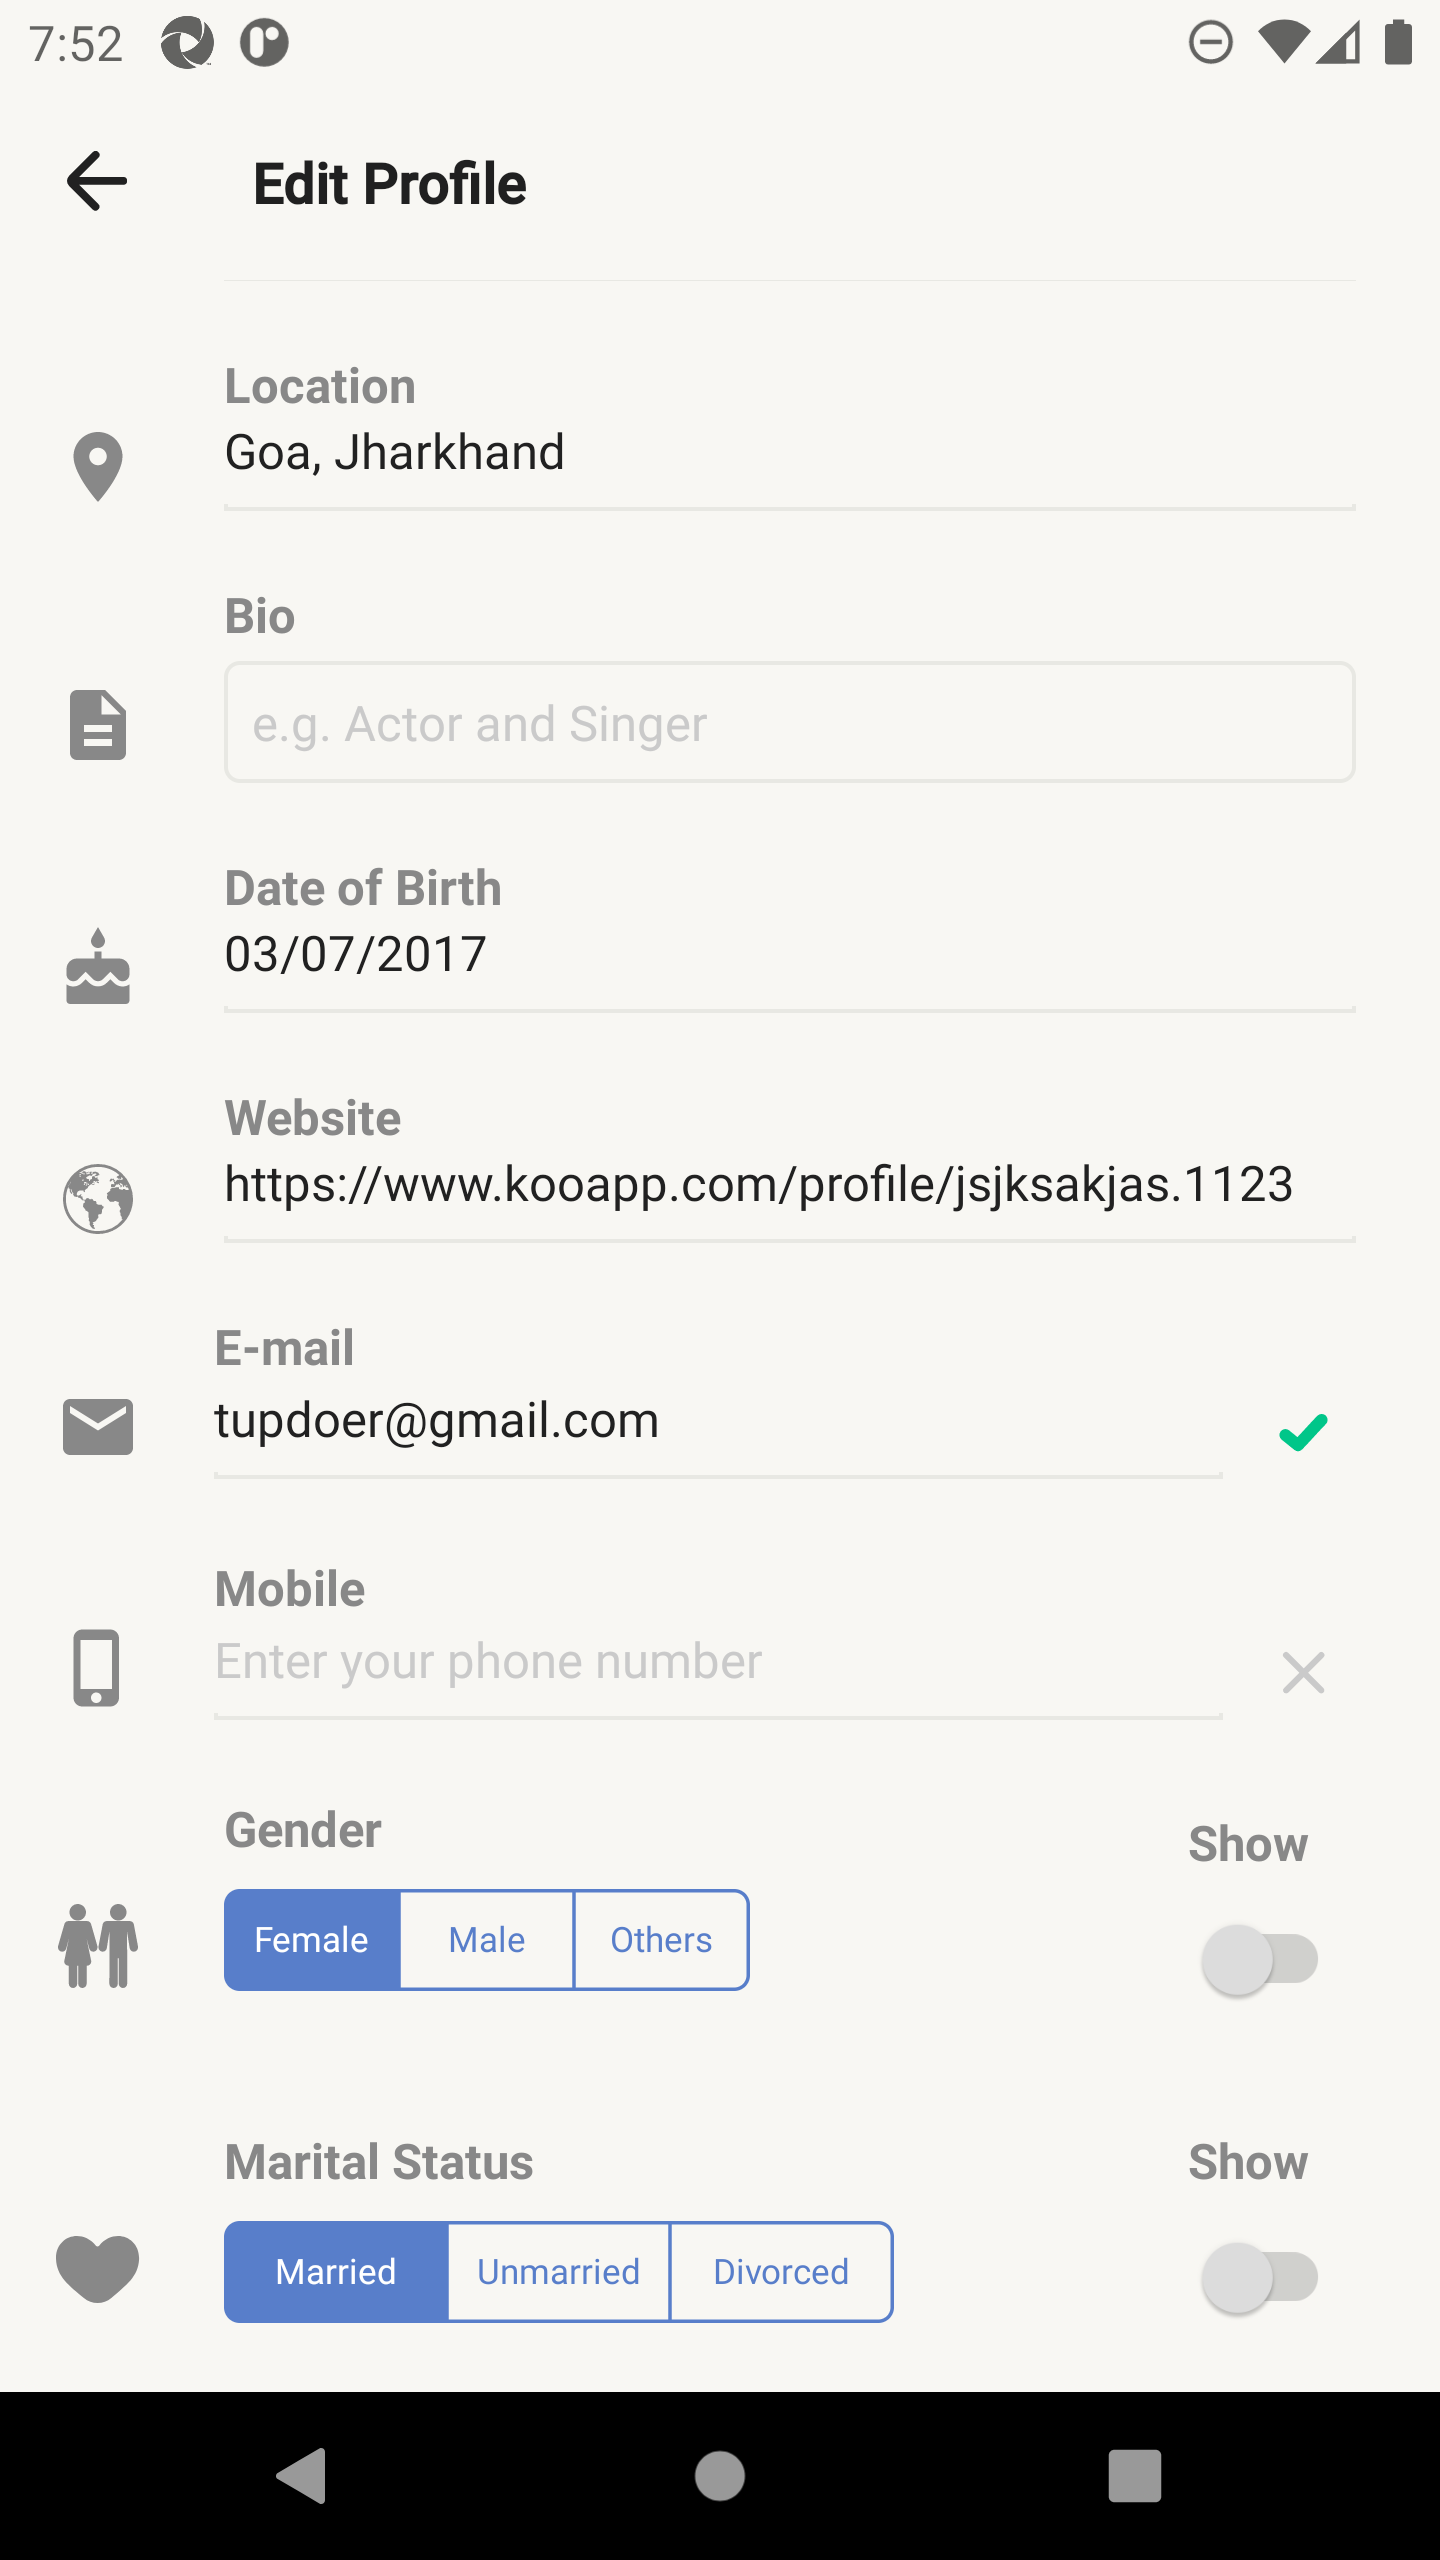 7:52
Edit Profile
Location
Goa, Jharkhand
Bio
e.g. Actor and Singer
Date of Birth
03/07/2017
Website
https://www.kooapp.com/profile/jsjksakjas.1123
E-mail
tupdoer@gmail.com
Mobile
Enter your phone number
Gender
Show
Female
Male
Others
Marital Status
Show
Married
Unmarried
Divorced